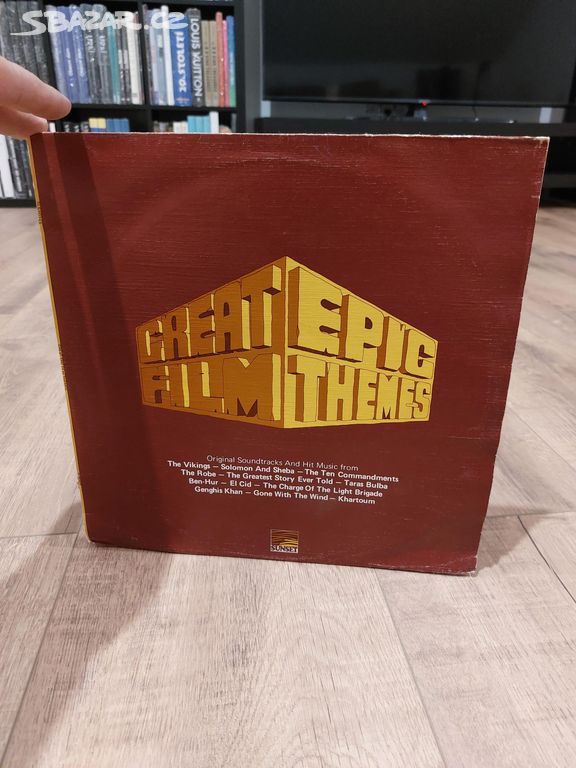 SBAZAR.CZ
20. STOLETÍ
LOUIS VUITTON
GREAT EPIC
FILM THEMES
Original Soundtracks And Hit Music from
The Vikings – Solomon And Sheba – The Ten Commandments
The Robe – The Greatest Story Ever Told – Taras Bulba
Ben-Hur – El Cid – The Charge Of The Light Brigade
Genghis Khan – Gone With The Wind – Khartoum
SUNSET